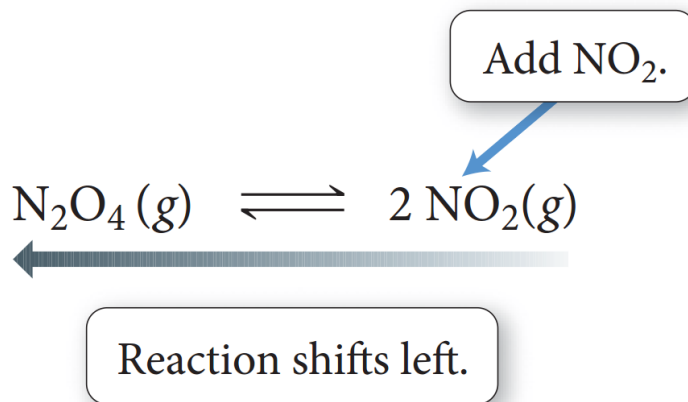 Add NO₂.
N₂O₄ (g) ⇌ 2 NO₂(g)
Reaction shifts left.